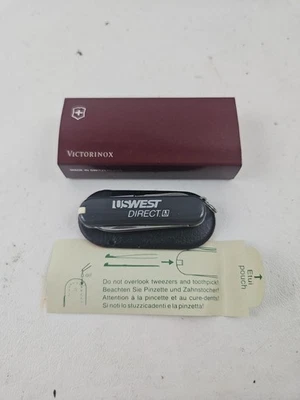 VICTORINOX
USWEST
DIRECT
Etui
pouch
Do not overlook tweezers and toothpick!
Beachten Sie Pinzette und Zahnstocher!
Attention à la pincette et au cure-dents!
Si noti lo stuzzicadenti e la pinzetta!